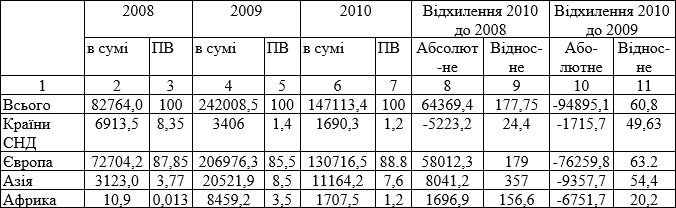 2008 2009 2010 Відхилення 2010 до 2008 Відхилення 2010 до 2009
в сумі ПВ в сумі ПВ в сумі ПВ Абсолют -не Віднос- не Або- лютне Віднос- не
1 2 3 4 5 6 7 8 9 10 11
Всього 82764,0 100 242008,5 100 147113,4 100 64369,4 177,75 -94895,1 60,8
Країни СНД 6913,5 8,35 3406 1,4 1690,3 1,2 -5223,2 24,4 -1715,7 49,63
Європа 72704,2 87,85 206976,3 85,5 130716,5 88.8 58012,3 179 -76259,8 63.2
Азія 3123,0 3,77 20521,9 8,5 11164,2 7,6 8041,2 357 -9357,7 54,4
Африка 10,9 0,013 8459,2 3,5 1707,5 1,2 1696,9 156,6 -6751,7 20,2